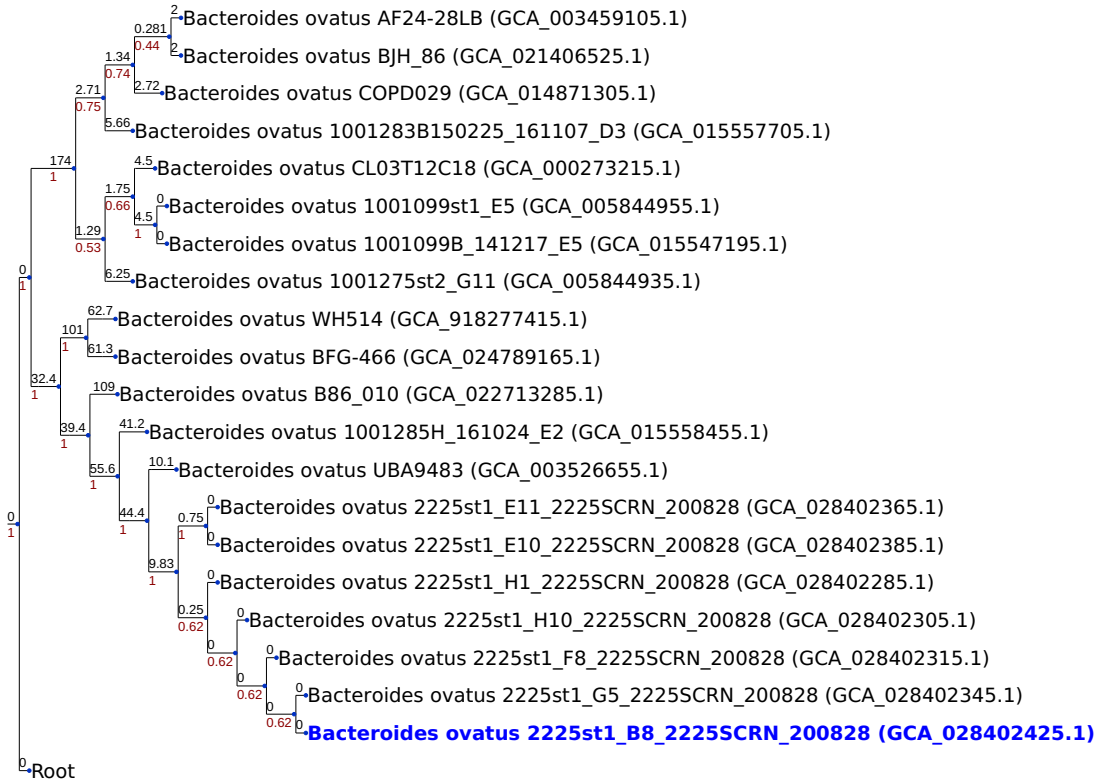 2
Bacteroides ovatus AF24-28LB (GCA_003459105.1)
0.281
0.44
2
Bacteroides ovatus BJH_86 (GCA_021406525.1)
1.34
0.74
2.72
Bacteroides ovatus COPD029 (GCA_014871305.1)
2.71
0.75
5.66
Bacteroides ovatus 1001283B150225_161107_D3 (GCA_015557705.1)
174
1
4.5
Bacteroides ovatus CL03T12C18 (GCA_000273215.1)
1.75
0.66
0
Bacteroides ovatus 1001099st1_E5 (GCA_005844955.1)
4.5
1
0
Bacteroides ovatus 1001099B_141217_E5 (GCA_015547195.1)
1.29
0.53
6.25
Bacteroides ovatus 1001275st2_G11 (GCA_005844935.1)
0
1
62.7
Bacteroides ovatus WH514 (GCA_918277415.1)
101
1
61.3
Bacteroides ovatus BFG-466 (GCA_024789165.1)
32.4
1
109
Bacteroides ovatus B86_010 (GCA_022713285.1)
39.4
1
41.2
Bacteroides ovatus 1001285H_161024_E2 (GCA_015558455.1)
55.6
1
10.1
Bacteroides ovatus UBA9483 (GCA_003526655.1)
0
Bacteroides ovatus 2225st1_E11_2225SCRN_200828 (GCA_028402365.1)
0
1
44.4
1
0.75
1
0
Bacteroides ovatus 2225st1_E10_2225SCRN_200828 (GCA_028402385.1)
9.83
1
0
Bacteroides ovatus 2225st1_H1_2225SCRN_200828 (GCA_028402285.1)
0.25
0.62
0
Bacteroides ovatus 2225st1_H10_2225SCRN_200828 (GCA_028402305.1)
0
0.62
0
Bacteroides ovatus 2225st1_F8_2225SCRN_200828 (GCA_028402315.1)
0
0.62
0
Bacteroides ovatus 2225st1_G5_2225SCRN_200828 (GCA_028402345.1)
0
0.62
0
Bacteroides ovatus 2225st1_B8_2225SCRN_200828 (GCA_028402425.1)
0
Root